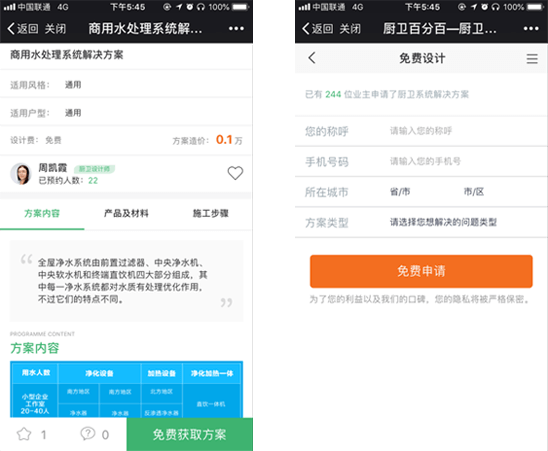 中国联通 4G 下午5:45 100%
返回 关闭 商用水处理系统解决方... •••
商用水处理系统解决方案
适用风格： 通用
适用户型： 通用
设计费： 免费 方案造价： 0.1 万
周凯霞 厨卫设计师
已预约人数： 22
方案内容 产品及材料 施工步骤
“ 全屋净水系统由前置过滤器、中央净水机、
中央软水机和终端直饮机四大部分组成，其
中每一净水系统都对水质有处理优化作用，
不过它们的特点不同。 ”
PROGRAMME CONTENT
方案内容
用水人数 净化设备 加热设备 净化加热一体
小型企业
工作室
20-40人
南方地区 南方地区 北方地区
直饮一体机
净水器 净水器 反渗透净水器
1 0 免费获取方案
中国联通 4G 下午5:45 100%
返回 关闭 厨卫百分百—厨卫... •••
免费设计
已有 244 位业主申请了厨卫系统解决方案
您的称呼 请输入您的称呼
手机号码 请输入您的手机号
所在城市 省/市 市/区
方案类型 请选择您想解决的问题类型
免费申请
为了您的利益以及我们的口碑，您的隐私将被严格保密。